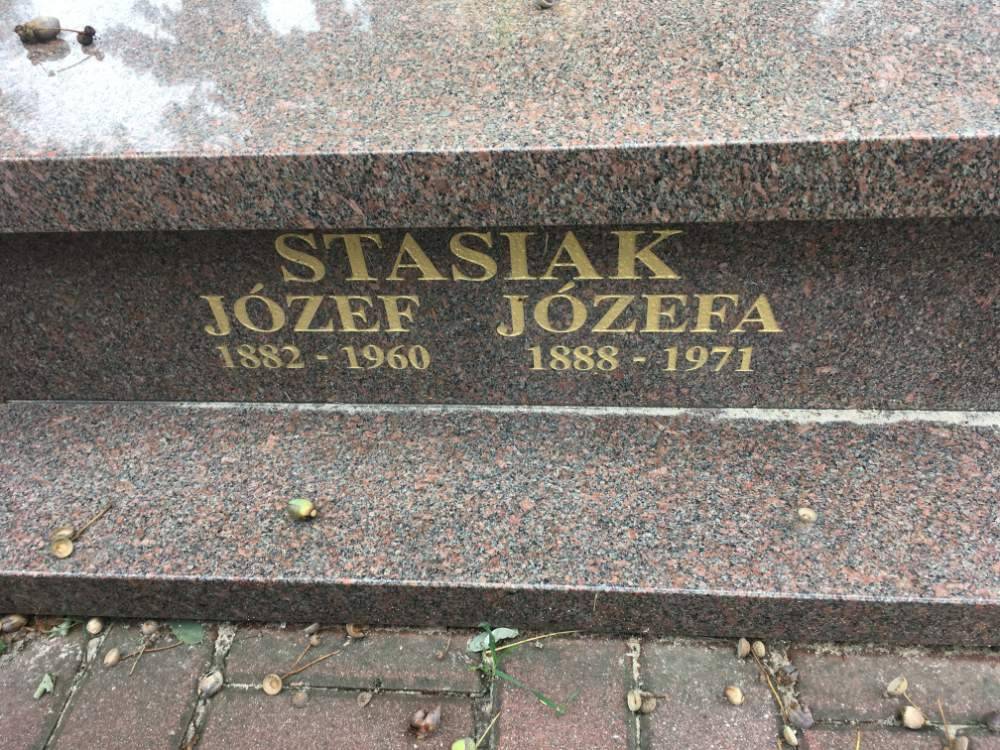 STASIAK
JÓZEF JÓZEFA
1882 - 1960 1888 - 1971